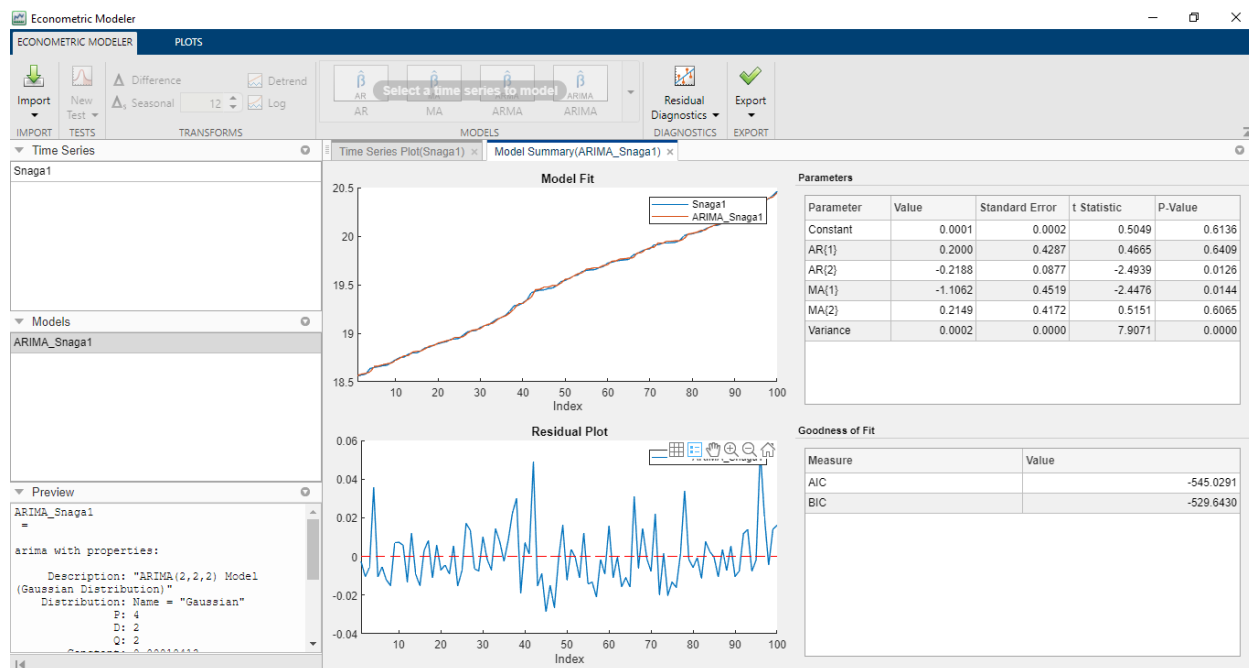 Econometric Modeler
ECONOMETRIC MODELER PLOTS
Import New Test Δ Difference Detrend
Δs Seasonal 12 Log
β AR β β β ARIMA
Select a time series to model
AR MA ARMA ARIMA
Residual Diagnostics Export
IMPORT TESTS TRANSFORMS MODELS DIAGNOSTICS EXPORT
Time Series
Snaga1
Models
ARIMA_Snaga1
Preview
ARIMA_Snaga1
=
arima with properties:
Description: "ARIMA(2,2,2) Model
(Gaussian Distribution)"
Distribution: Name = "Gaussian"
P: 4
D: 2
Q: 2
Time Series Plot(Snaga1) Model Summary(ARIMA_Snaga1)
Model Fit
Snaga1
ARIMA_Snaga1
20.5
20
19.5
19
18.5
10 20 30 40 50 60 70 80 90 100
Index
Residual Plot
0.06
0.04
0.02
0
-0.02
-0.04
10 20 30 40 50 60 70 80 90 100
Index
Parameters
Parameter Value Standard Error t Statistic P-Value
Constant 0.0001 0.0002 0.5049 0.6136
AR{1} 0.2000 0.4287 0.4665 0.6409
AR{2} -0.2188 0.0877 -2.4939 0.0126
MA{1} -1.1062 0.4519 -2.4476 0.0144
MA{2} 0.2149 0.4172 0.5151 0.6065
Variance 0.0002 0.0000 7.9071 0.0000
Goodness of Fit
Measure Value
AIC -545.0291
BIC -529.6430